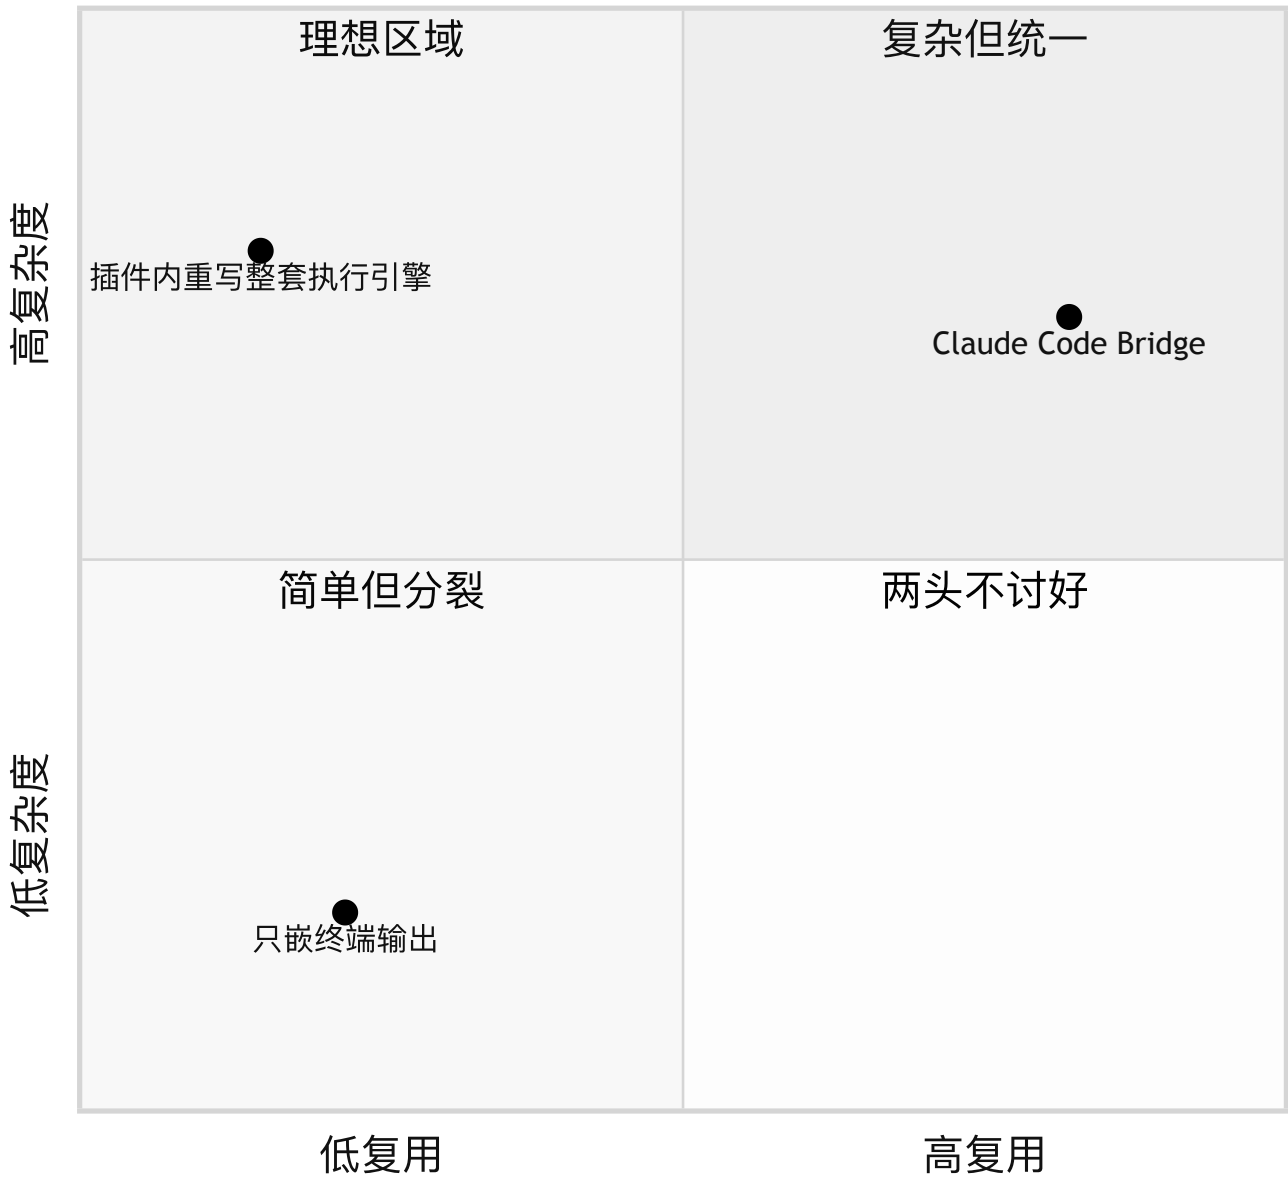 理想区域
复杂但统一
高复杂度
插件内重写整套执行引擎
Claude Code Bridge
简单但分裂
两头不讨好
低复杂度
只嵌终端输出
低复用
高复用